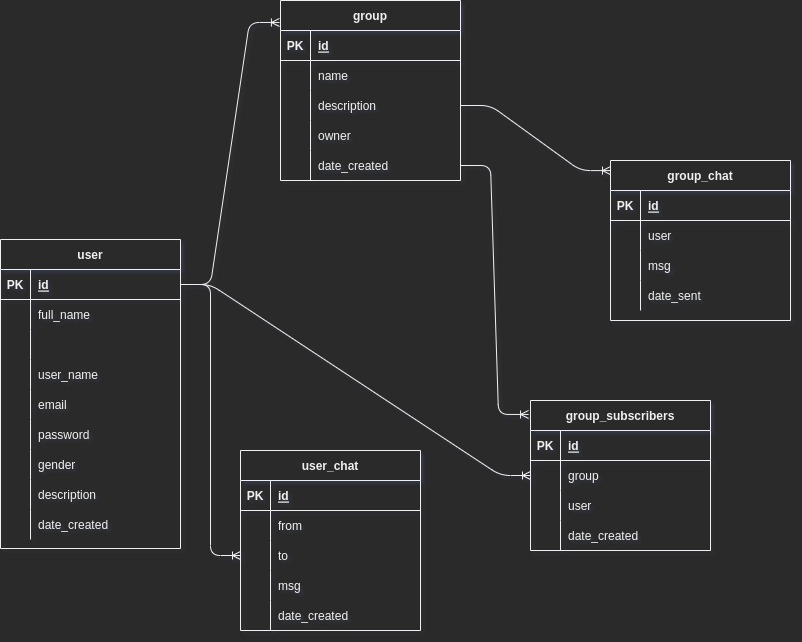 group
PK id
name
description
owner
date_created
group_chat
PK id
user
msg
date_sent
user
PK id
full_name
user_name
email
password
gender
description
date_created
group_subscribers
PK id
group
user
date_created
user_chat
PK id
from
to
msg
date_created